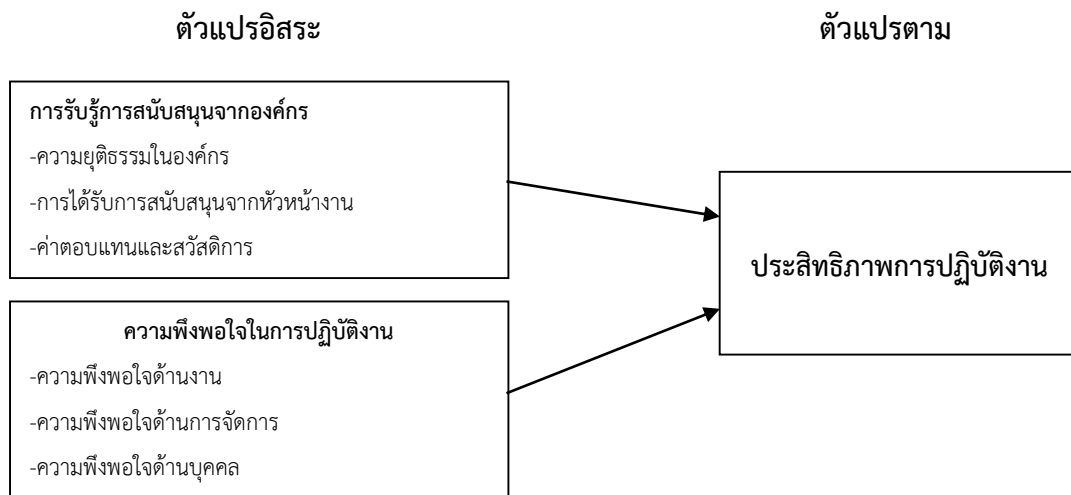 ตัวแปรอิสระ
ตัวแปรตาม
การรับรู้การสนับสนุนจากองค์กร
-ความยุติธรรมในองค์กร
-การได้รับการสนับสนุนจากหัวหน้างาน
-ค่าตอบแทนและสวัสดิการ
ความพึงพอใจในการปฏิบัติงาน
-ความพึงพอใจด้านงาน
-ความพึงพอใจด้านการจัดการ
-ความพึงพอใจด้านบุคคล
ประสิทธิภาพการปฏิบัติงาน